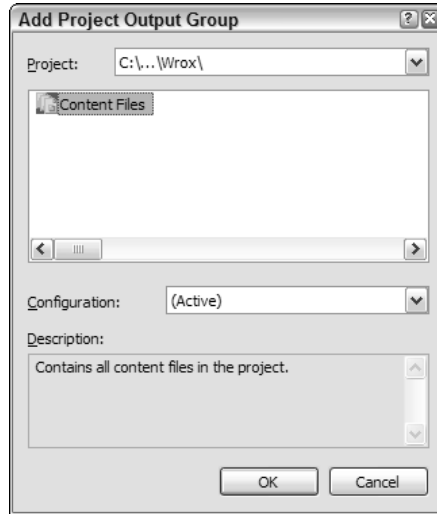 Add Project Output Group
Project: C:\...\Wrox\
Content Files
Configuration: (Active)
Description:
Contains all content files in the project.
OK Cancel